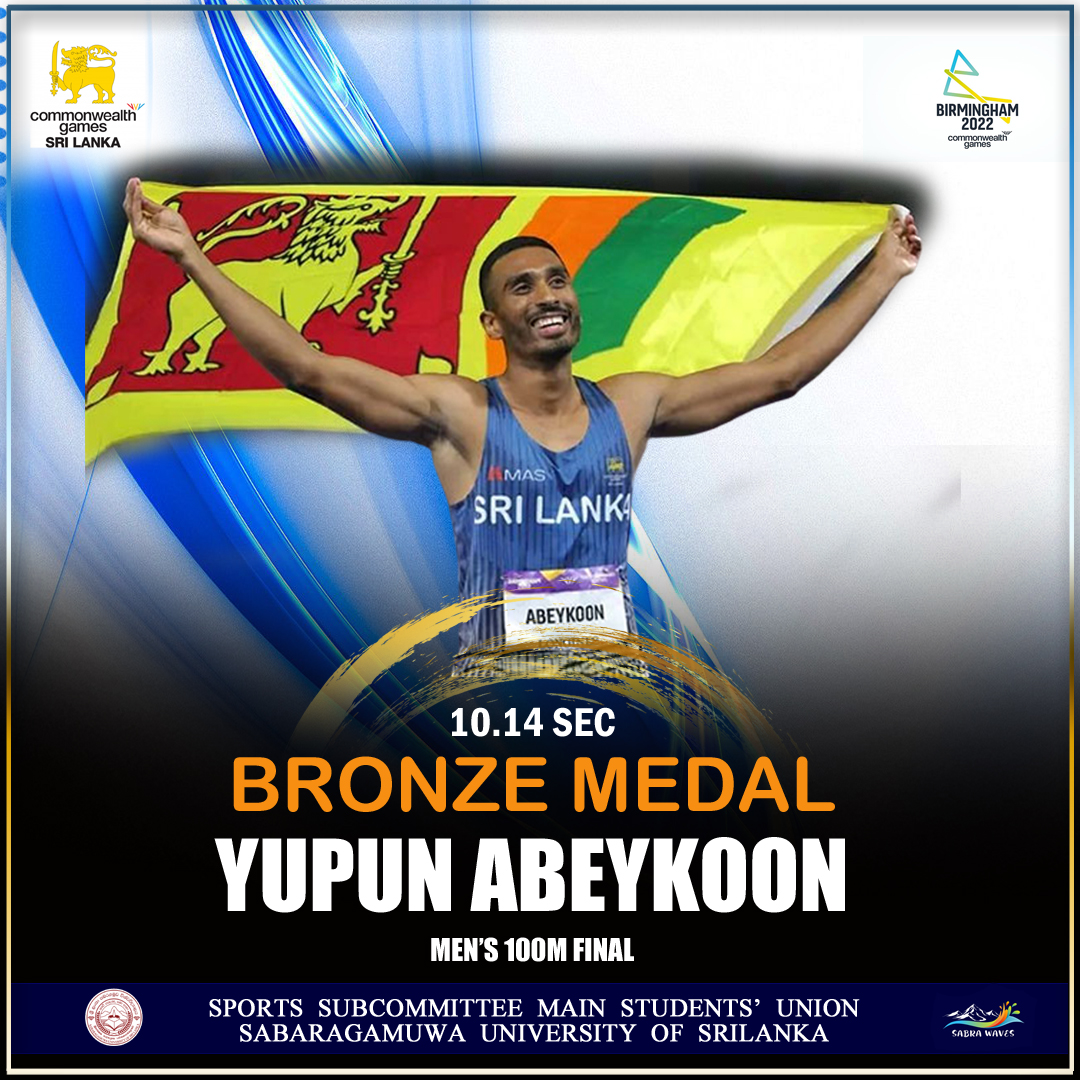 commonwealth
games
SRI LANKA
BIRMINGHAM
2022
commonwealth
games
MAS
SRI LANKA
ABEYKOON
10.14 SEC
BRONZE MEDAL
YUPUN ABEYKOON
MEN'S 100M FINAL
SPORTS SUBCOMMITTEE MAIN STUDENTS' UNION
SABARAGAMUWA UNIVERSITY OF SRILANKA
SABRA WAVES